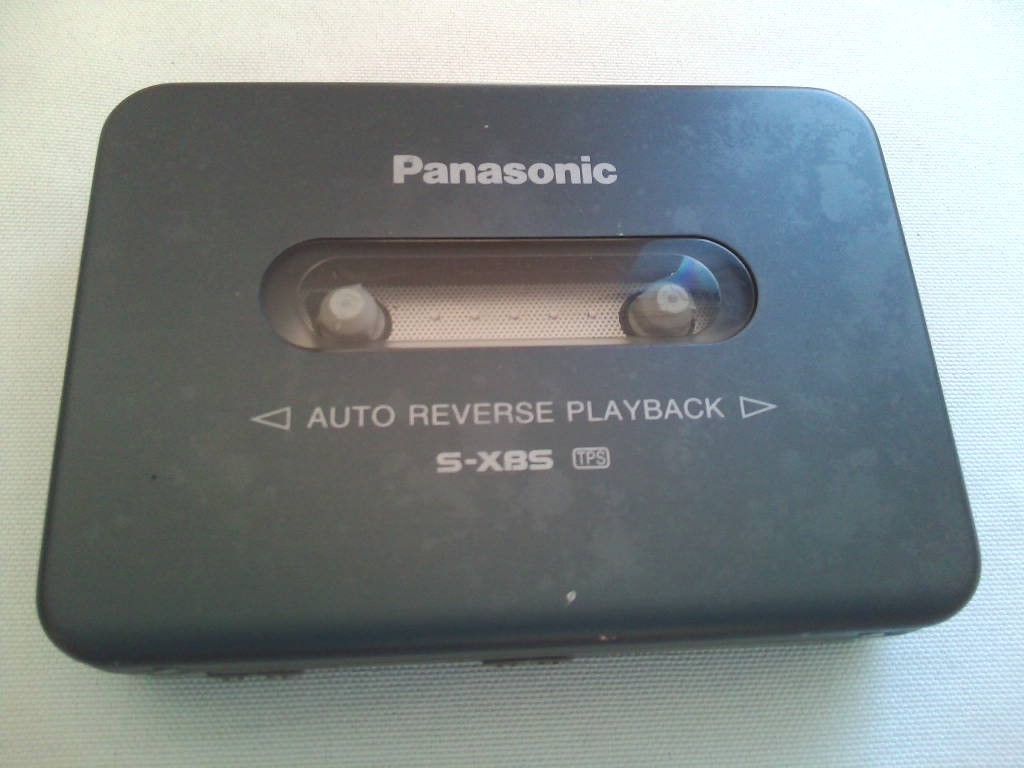 Panasonic
AUTO REVERSE PLAYBACK
S-XBS TPS